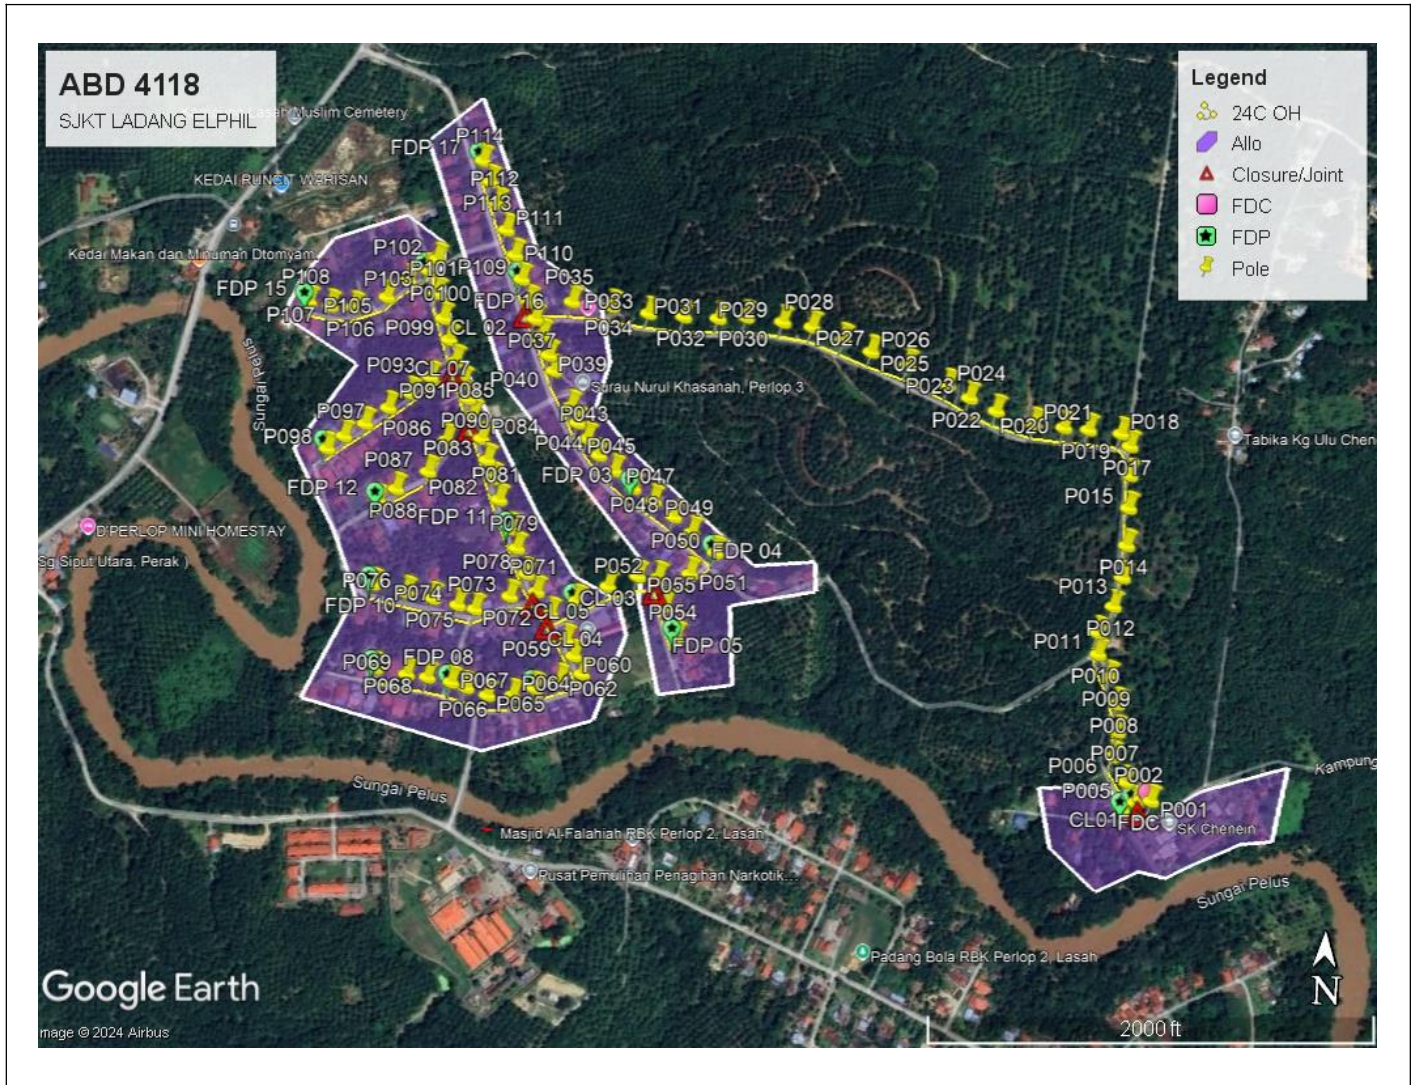 ABD 4118
SJKT LADANG ELPHIL
Legend
24C OH
Allo
Closure/Joint
FDC
FDP
Pole
Muslim Cemetery
KEDAI RUNCIT WARISAN
Kedai Makan dan Minuman Dtomyam
FDP 17
P114
P112
P113
P111
P110
P109
P102
P101
P0100
P099
P108
FDP 15
P105
P107
P106
FDP 16
P035
P033
P034
P031
P032
P029
P030
P028
P027
P026
P025
P024
P023
P022
P021
P020
P019
P018
P017
P015
P014
P013
P012
P011
P010
P009
P008
P007
P006
P005
P002
P001
CL01
FDC
SK Chenein
CL 02
P037
P039
P040
Surau Nurul Khasanah, Perlop 3
P093
CL 07
P091
P085
P097
P098
P086
P090
P084
P083
P087
FDP 12
P088
P082
P081
FDP 11
P079
P078
P071
P043
P044
P045
FDP 03
P047
P048
P049
P050
FDP 04
P051
P052
P055
P054
FDP 05
CL 03
CL 05
CL 04
P076
P074
P073
FDP 10
P075
P072
P059
P060
P062
P069
FDP 08
P068
P067
P064
P066
P065
Sungai Pelus
D'PERLOP MINI HOMESTAY
Sg Siput Utara, Perak )
Tabika Kg Ulu Chen
Kampung
Sungai Pelus
Sungai Pelus
Masjid Al-Falahiah RBK Perlop 2, Lasah
Pusat Pemulihan Penagihan Narkotik...
Padang Bola RBK Perlop 2, Lasah
Google Earth
mage © 2024 Airbus
N
2000 ft